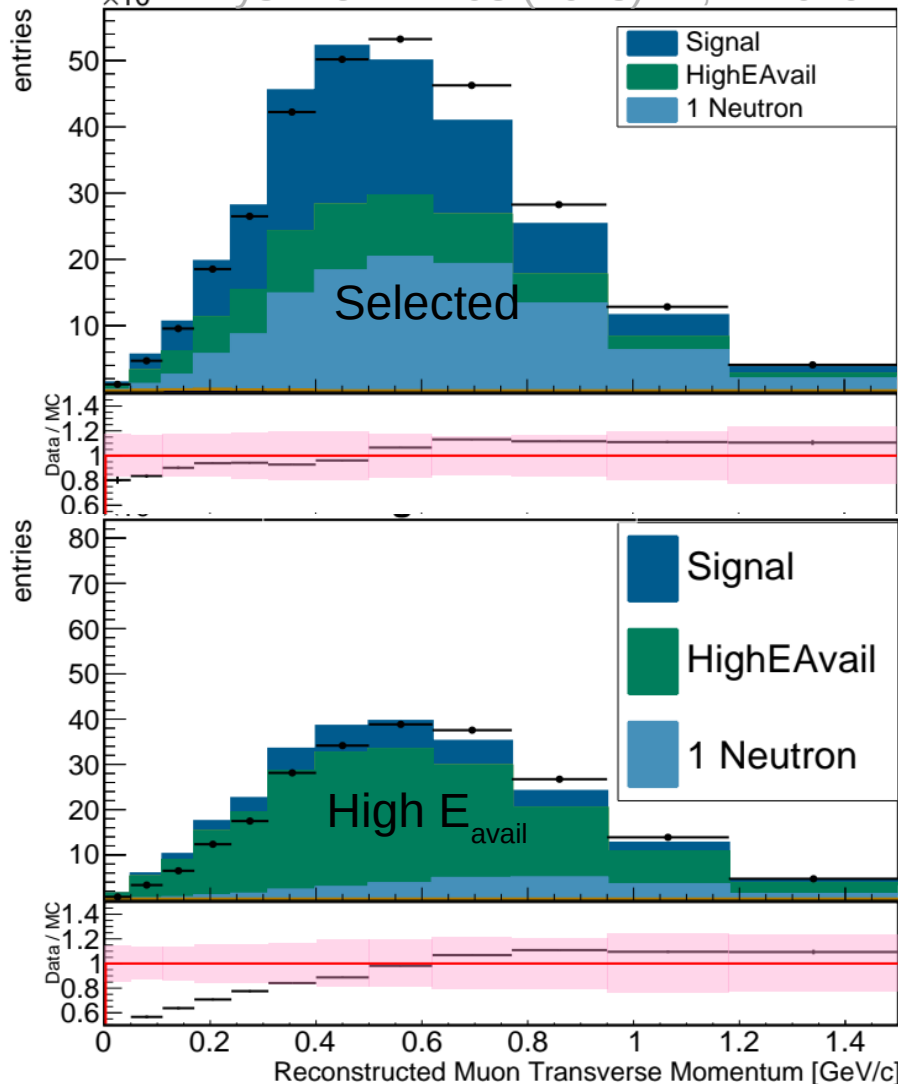 entries
50
40
30
20
10
Signal
HighEAvail
1 Neutron
Selected
Data / MC
1.4
1.2
1
0.8
0.6
entries
80
70
60
50
40
30
20
10
Signal
HighEAvail
1 Neutron
High E avail
Data / MC
1.4
1.2
1
0.8
0.6
0 0.2 0.4 0.6 0.8 1 1.2 1.4
Reconstructed Muon Transverse Momentum [GeV/c]